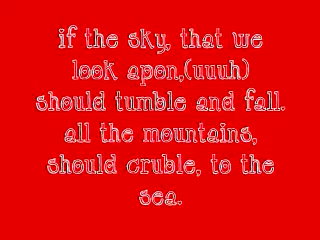 if the sky, that we
look apon,(uuuh)
should tumble and fall.
all the mountains,
should cruble, to the
sea.